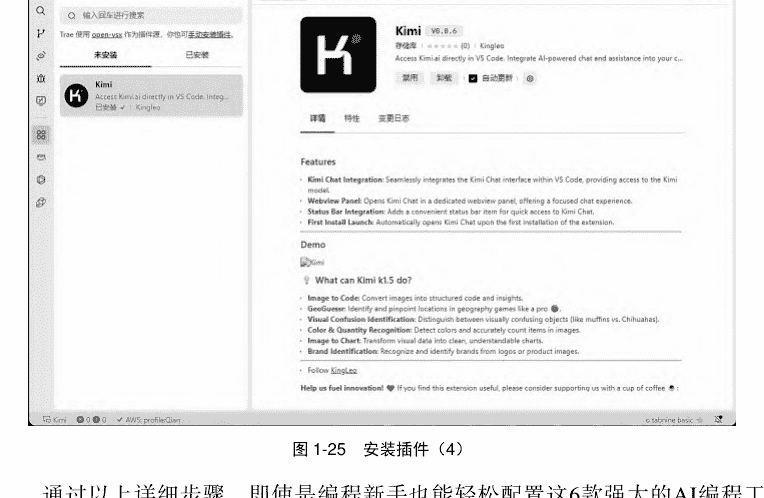 输入回车进行搜索
Trae 使用 open-vsx 作为插件源，你也可手动安装插件。
未安装 已安装
Kimi
Access Kimi.ai directly in VS Code. Integ...
已安装 ✓ | Kingleo
Kimi V0.0.6
存储库 | (0) | Kingleo
Access Kimi.ai directly in VS Code. Integrate AI-powered chat and assistance into your c...
禁用 卸载 自动更新
详情 特性 变更日志
Features
· Kimi Chat Integration: Seamlessly integrates the Kimi Chat interface within VS Code, providing access to the Kimi
model.
· Webview Panel: Opens Kimi Chat in a dedicated webview panel, offering a focused chat experience.
· Status Bar Integration: Adds a convenient status bar item for quick access to Kimi Chat.
· First Install Launch: Automatically opens Kimi Chat upon the first installation of the extension.
Demo
Kimi
What can Kimi k1.5 do?
· Image to Code: Convert images into structured code and insights.
· GeoGuessr: Identify and pinpoint locations in geography games like a pro.
· Visual Confusion Identification: Distinguish between visually confusing objects (like muffins vs. Chihuahas).
· Color & Quantity Recognition: Detect colors and accurately count items in images.
· Image to Chart: Transform visual data into clean, understandable charts.
· Brand Identification: Recognize and identify brands from logos or product images.
· Follow KingLeo
Help us fuel innovation! If you find this extension useful, please consider supporting us with a cup of coffee :
Kimi 0 0 AWS: profile:Qian tabnine basic
图 1-25 安装插件（4）
通过以上详细步骤，即使是编程新手也能轻松配置这6款强大的AI编程工